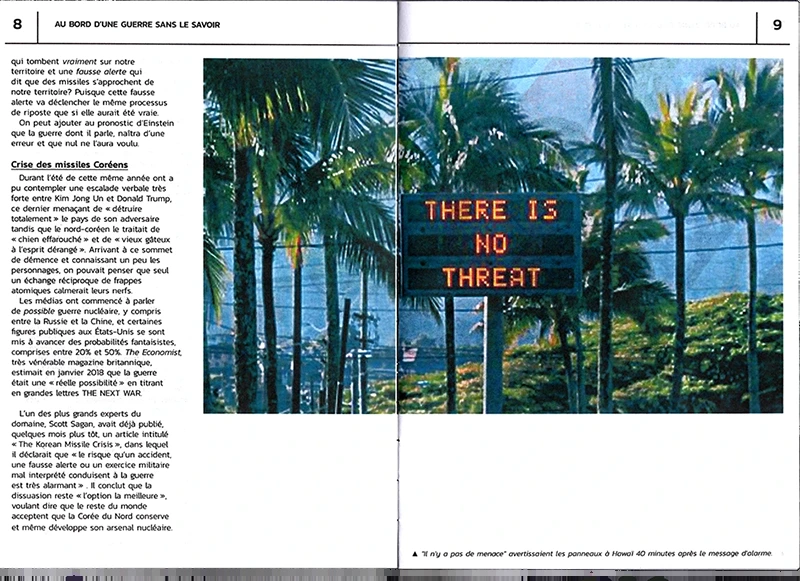 8
AU BORD D'UNE GUERRE SANS LE SAVOIR
9
qui tombent vraiment sur notre
territoire et une fausse alerte qui
dit que des missiles s'approchent de
notre territoire? Puisque cette fausse
alerte va déclencher le même processus
de riposte que si elle aurait été vraie.
On peut ajouter au pronostic d'Einstein
que la guerre dont il parle, naîtra d'une
erreur et que nul ne l'aura voulu.
Crise des missiles Coréens
Durant l'été de cette même année ont a
pu contempler une escalade verbale très
forte entre Kim Jong Un et Donald Trump,
ce dernier menaçant de « détruire
totalement » le pays de son adversaire
tandis que le nord-coréen le traitait de
« chien effarouché » et de « vieux gâteux
à l'esprit dérangé ». Arrivant à ce sommet
de démence et connaissant un peu les
personnages, on pouvait penser que seul
un échange réciproque de frappes
atomiques calmerait leurs nerfs.
Les médias ont commencé à parler
de possible guerre nucléaire, y compris
entre la Russie et la Chine, et certaines
figures publiques aux États-Unis se sont
mis à avancer des probabilités fantaisistes,
comprises entre 20% et 50%. The Economist,
très vénérable magazine britannique,
estimait en janvier 2018 que la guerre
était une « réelle possibilité » en titrant
en grandes lettres THE NEXT WAR.
L'un des plus grands experts du
domaine, Scott Sagan, avait déjà publié,
quelques mois plus tôt, un article intitulé
« The Korean Missile Crisis », dans lequel
il déclarait que « le risque qu'un accident,
une fausse alerte ou un exercice militaire
mal interprété conduisent à la guerre
est très alarmant » . Il conclut que la
dissuasion reste « l'option la meilleure »,
voulant dire que le reste du monde
acceptent que la Corée du Nord conserve
et même développe son arsenal nucléaire.
THERE IS
NO
THREAT
▲ "Il n'y a pas de menace" avertissaient les panneaux à Hawaï 40 minutes après le message d'alarme.